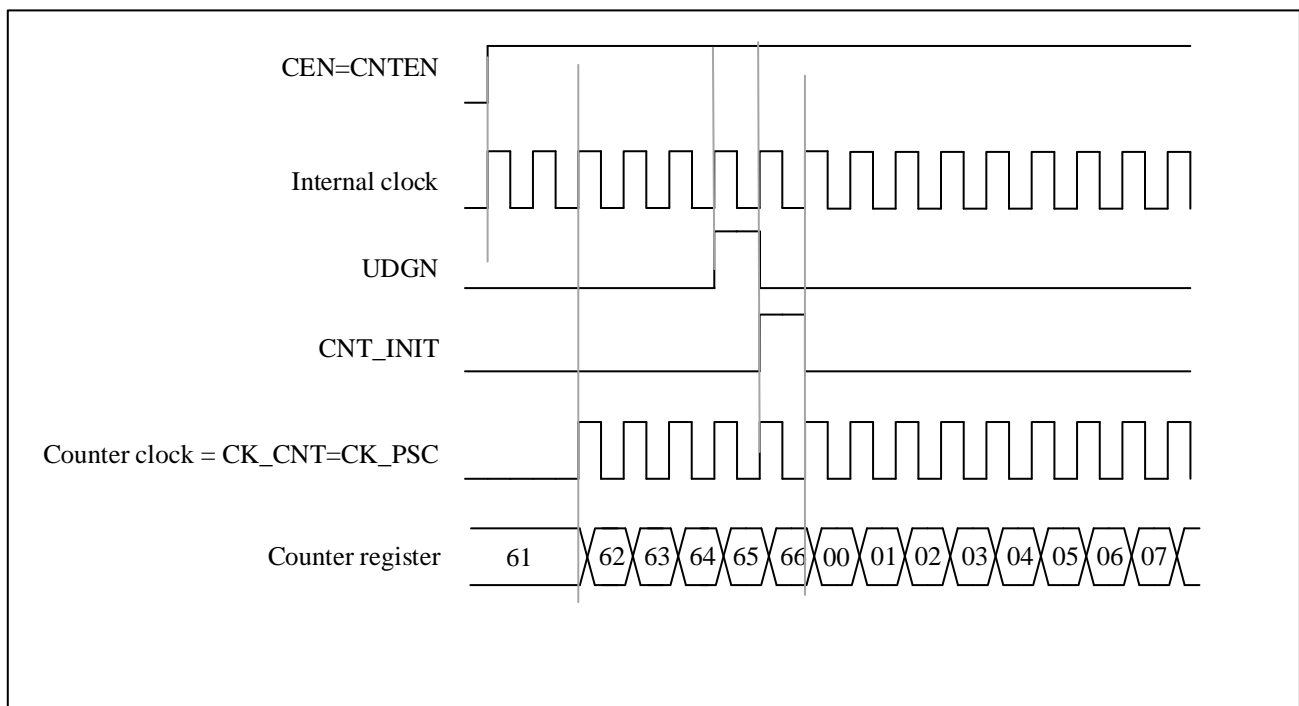 CEN=CNTEN
Internal clock
UDGN
CNT_INIT
Counter clock = CK_CNT=CK_PSC
Counter register 61 62 63 64 65 66 00 01 02 03 04 05 06 07